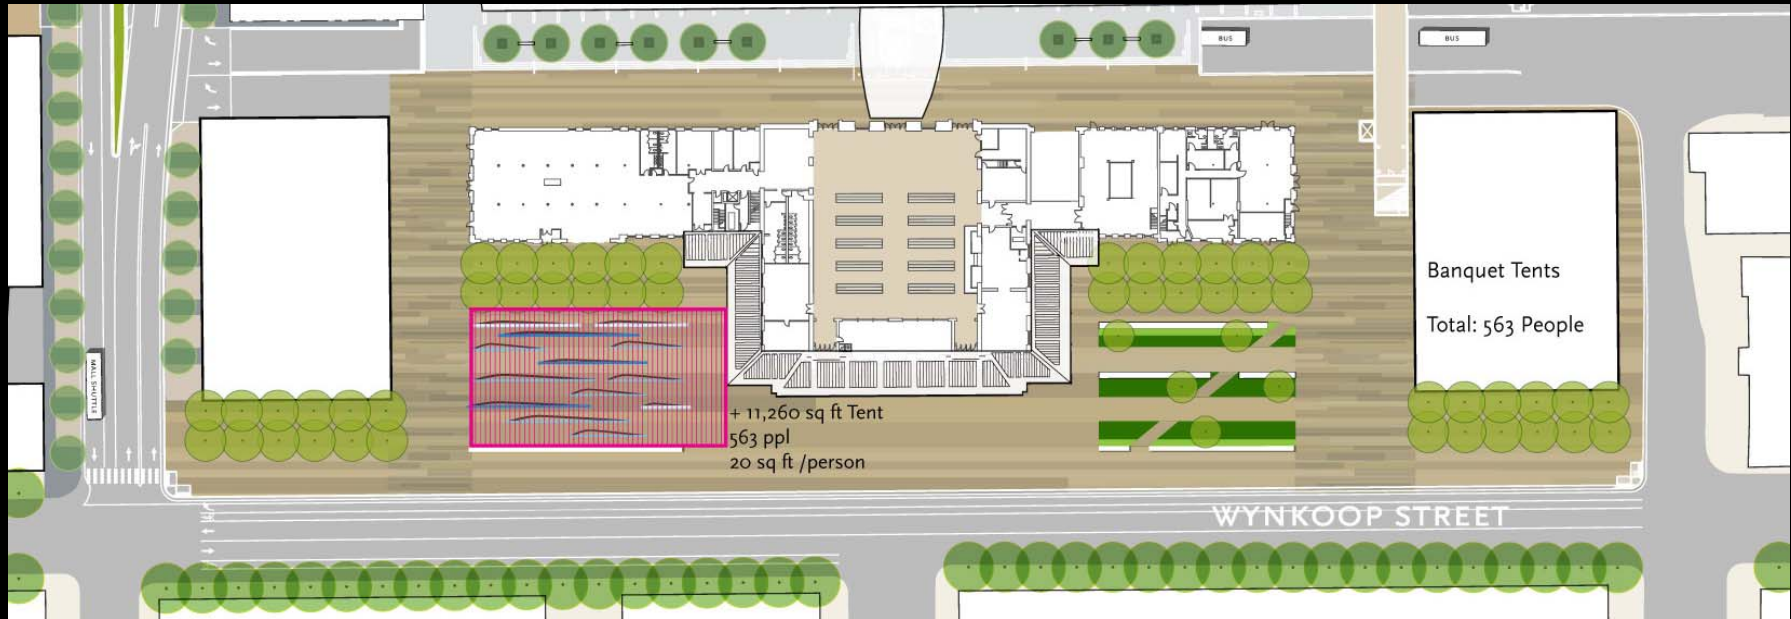 BUS
BUS
Banquet Tents
Total: 563 People
MALL SHUTTLE
+ 11,260 sq ft Tent
563 ppl
20 sq ft /person
WYNKOOP STREET